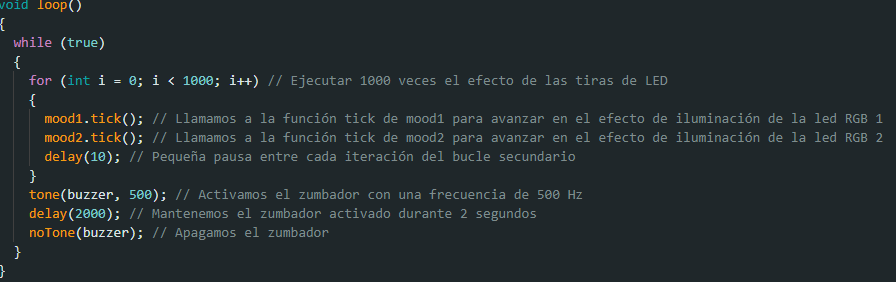 void loop()
{
while (true)
{
for (int i = 0; i < 1000; i++) // Ejecutar 1000 veces el efecto de las tiras de LED
{
mood1.tick(); // Llamamos a la función tick de mood1 para avanzar en el efecto de iluminación de la led RGB 1
mood2.tick(); // Llamamos a la función tick de mood2 para avanzar en el efecto de iluminación de la led RGB 2
delay(10); // Pequeña pausa entre cada iteración del bucle secundario
}
tone(buzzer, 500); // Activamos el zumbador con una frecuencia de 500 Hz
delay(2000); // Mantenemos el zumbador activado durante 2 segundos
noTone(buzzer); // Apagamos el zumbador
}
}